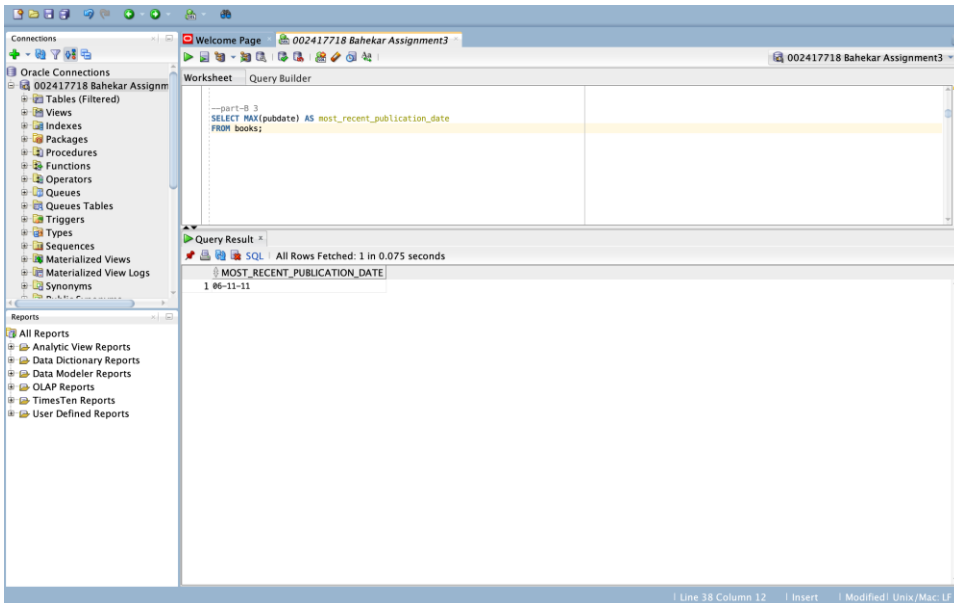 Connections
Oracle Connections
002417718 Bahekar Assignm
Tables (Filtered)
Views
Indexes
Packages
Procedures
Functions
Operators
Queues
Queues Tables
Triggers
Types
Sequences
Materialized Views
Materialized View Logs
Synonyms
Reports
All Reports
Analytic View Reports
Data Dictionary Reports
Data Modeler Reports
OLAP Reports
TimesTen Reports
User Defined Reports
Welcome Page
002417718 Bahekar Assignment3
002417718 Bahekar Assignment3
Worksheet Query Builder
--part-B 3
SELECT MAX(pubdate) AS most_recent_publication_date
FROM books;
Query Result
SQL | All Rows Fetched: 1 in 0.075 seconds
MOST_RECENT_PUBLICATION_DATE
1 06-11-11
Line 38 Column 12 | Insert | Modified| Unix/Mac: LF